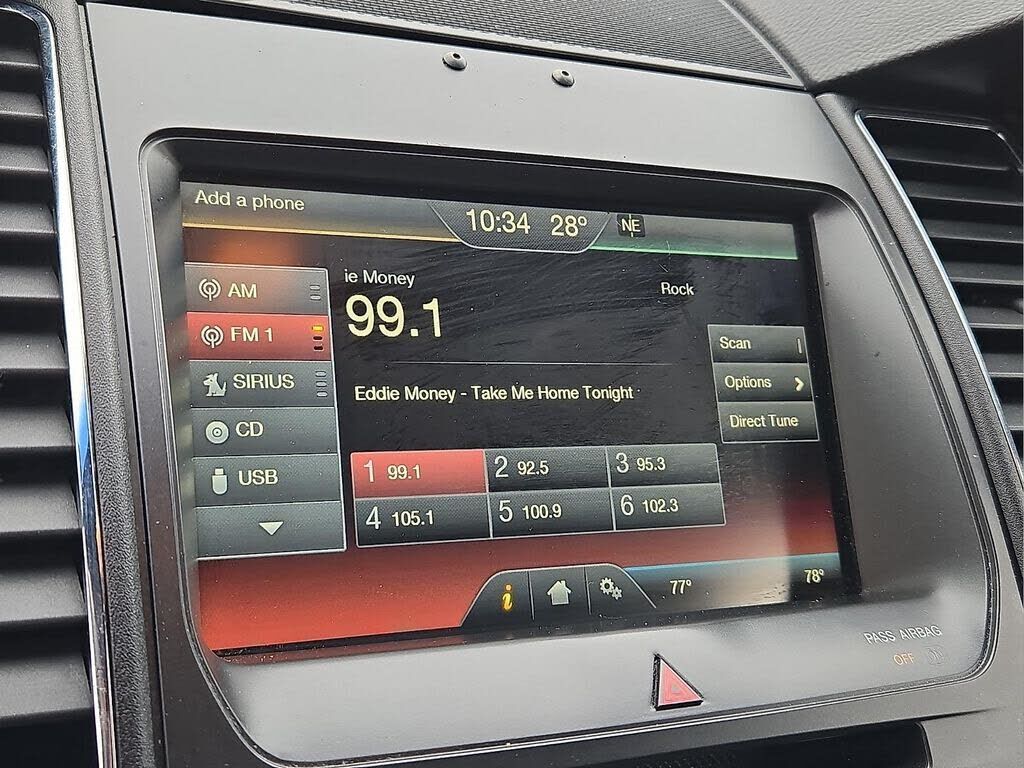 Add a phone
10:34 28° NE
AM
FM 1
SIRIUS
CD
USB
ie Money
99.1
Rock
Eddie Money - Take Me Home Tonight
Scan
Options
Direct Tune
1 99.1 2 92.5 3 95.3
4 105.1 5 100.9 6 102.3
i
77° 78°
PASS AIRBAG
OFF